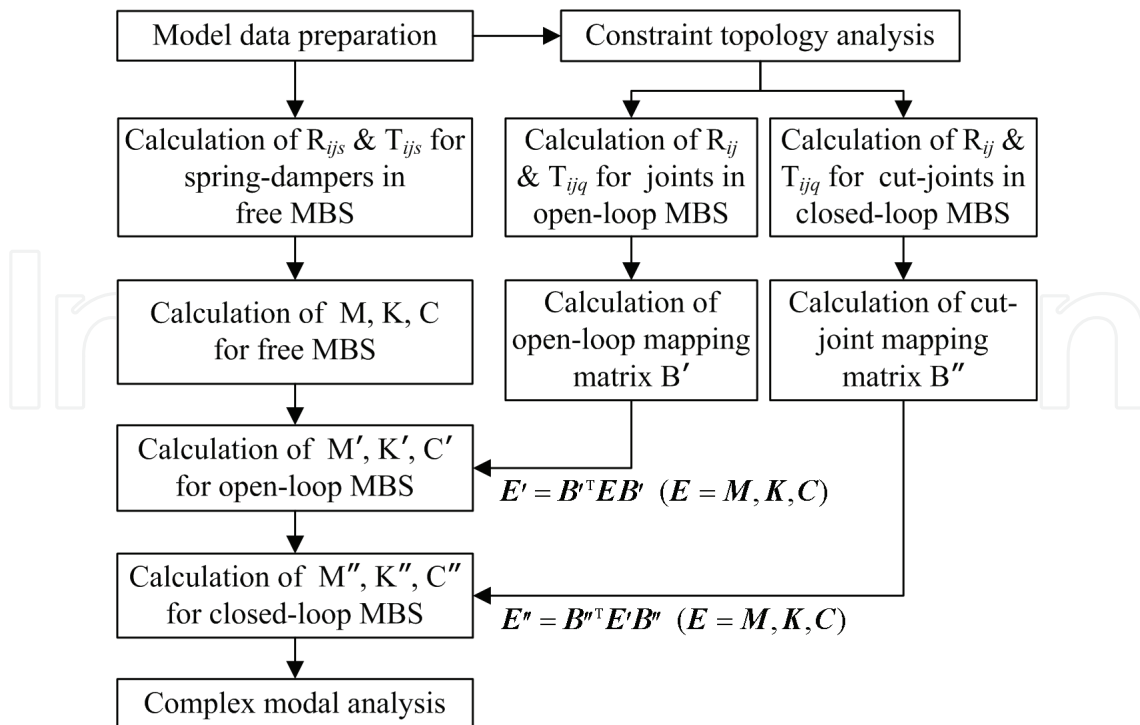 Model data preparation
Constraint topology analysis
Calculation of R_ijs & T_ijs for
spring-dampers in
free MBS
Calculation of R_ij
& T_ijq for joints in
open-loop MBS
Calculation of R_ij &
T_ijq for cut-joints in
closed-loop MBS
Calculation of M, K, C
for free MBS
Calculation of
open-loop mapping
matrix B′
Calculation of cut-
joint mapping
matrix B″
Calculation of M′, K′, C′
for open-loop MBS
E′ = B′ᵀEB′ (E = M, K, C)
Calculation of M″, K″, C″
for closed-loop MBS
E″ = B″ᵀE′B″ (E = M, K, C)
Complex modal analysis